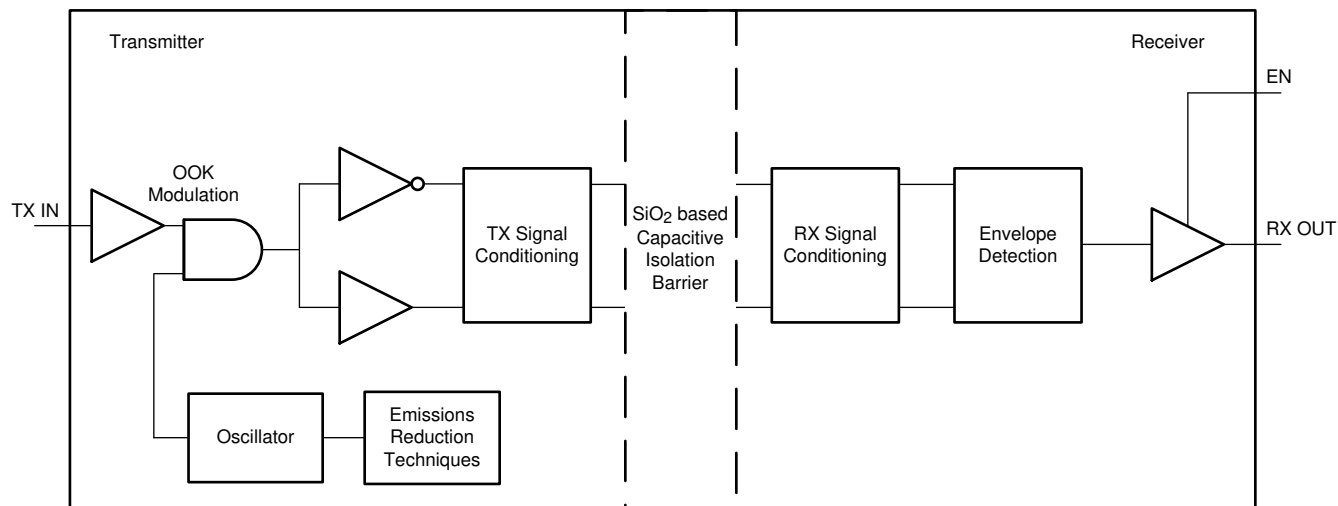 Transmitter
Receiver
EN
OOK
Modulation
TX IN
TX Signal
Conditioning
SiO2 based
Capacitive
Isolation
Barrier
RX Signal
Conditioning
Envelope
Detection
RX OUT
Oscillator
Emissions
Reduction
Techniques